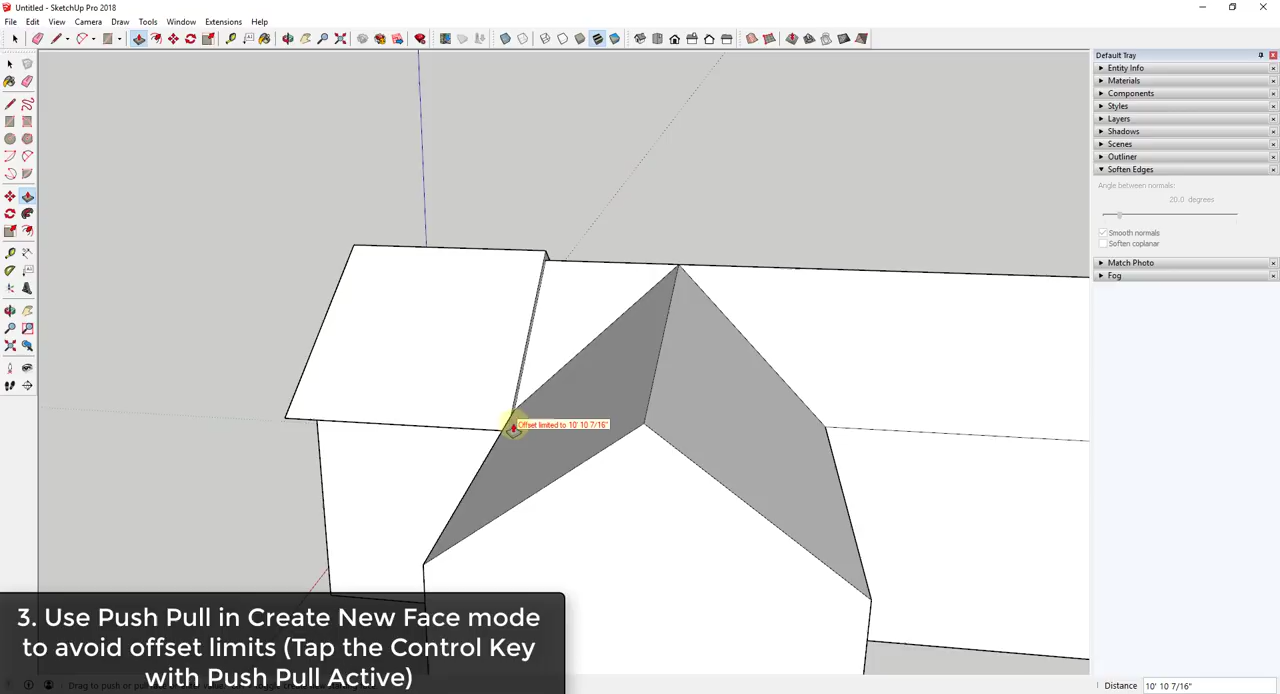 Untitled - SketchUp Pro 2018
File Edit View Camera Draw Tools Window Extensions Help
Default Tray
Entity Info
Materials
Components
Styles
Layers
Shadows
Scenes
Outliner
Soften Edges
Angle between normals:
20.0 degrees
Smooth normals
Soften coplanar
Match Photo
Fog
Offset limited to 10' 10 7/16"
3. Use Push Pull in Create New Face mode
to avoid offset limits (Tap the Control Key
with Push Pull Active)
Distance 10' 10 7/16"